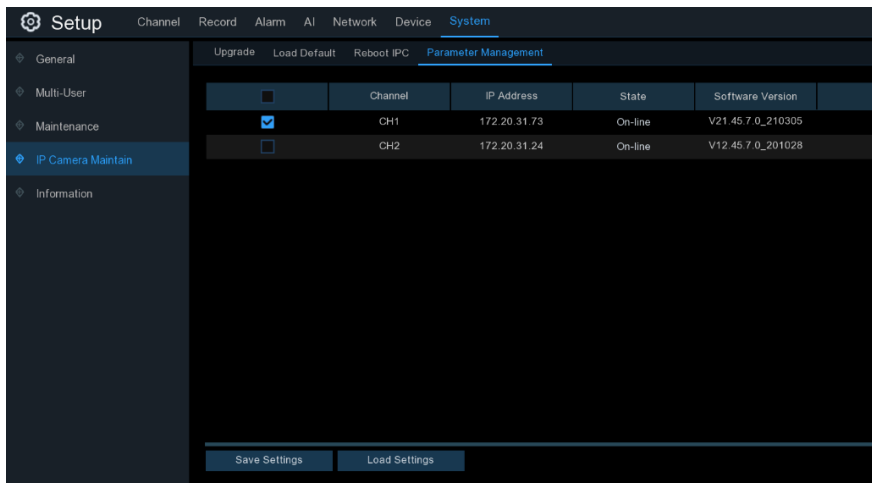 Setup Channel Record Alarm AI Network Device System
General
Multi-User
Maintenance
IP Camera Maintain
Information
Upgrade Load Default Reboot IPC Parameter Management
Channel IP Address State Software Version
CH1 172.20.31.73 On-line V21.45.7.0_210305
CH2 172.20.31.24 On-line V12.45.7.0_201028
Save Settings Load Settings